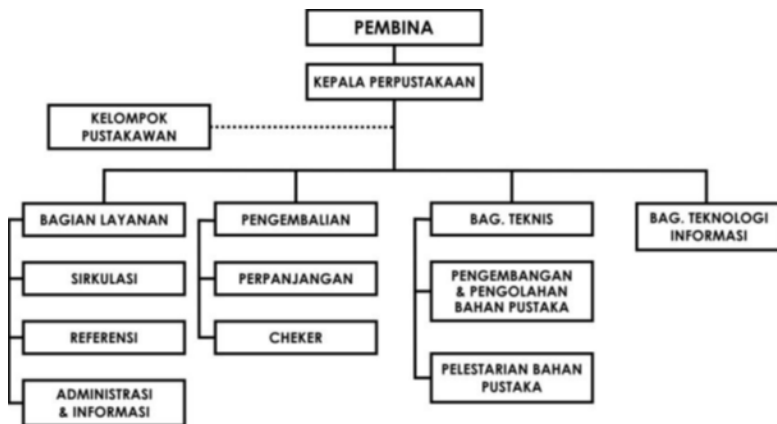 PEMBINA
KEPALA PERPUSTAKAAN
KELOMPOK
PUSTAKAWAN
BAGIAN LAYANAN
PENGEMBALIAN
BAG. TEKNIS
BAG. TEKNOLOGI
INFORMASI
SIRKULASI
PERPANJANGAN
PENGEMBANGAN
& PENGOLAHAN
BAHAN PUSTAKA
REFERENSI
CHEKER
ADMINISTRASI
& INFORMASI
PELESTARIAN BAHAN
PUSTAKA